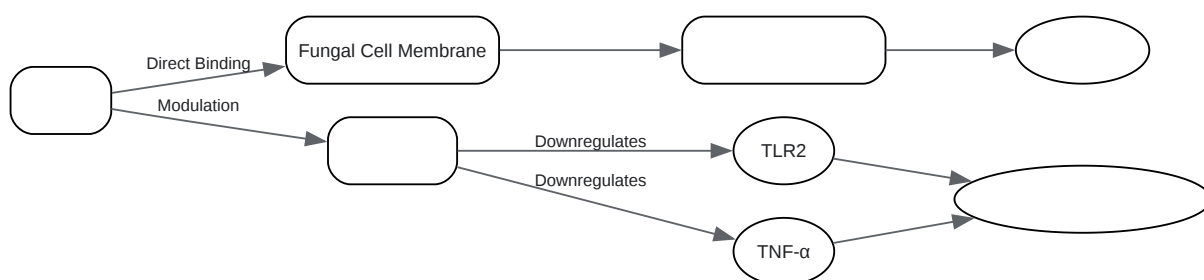 Fungal Cell Membrane
Direct Binding
Modulation
Downregulates
TLR2
Downregulates
TNF-α